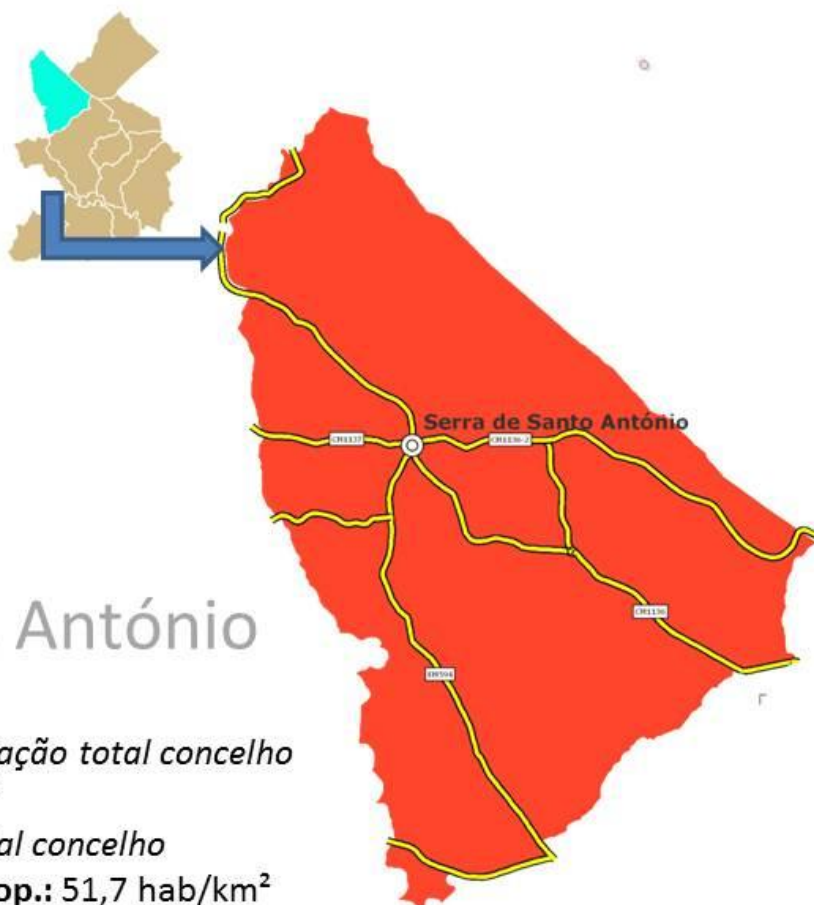 Serra de Santo António
CM1137
CM1136-2
António
CM1136
EM594
ação total concelho
al concelho
op.: 51,7 hab/km²